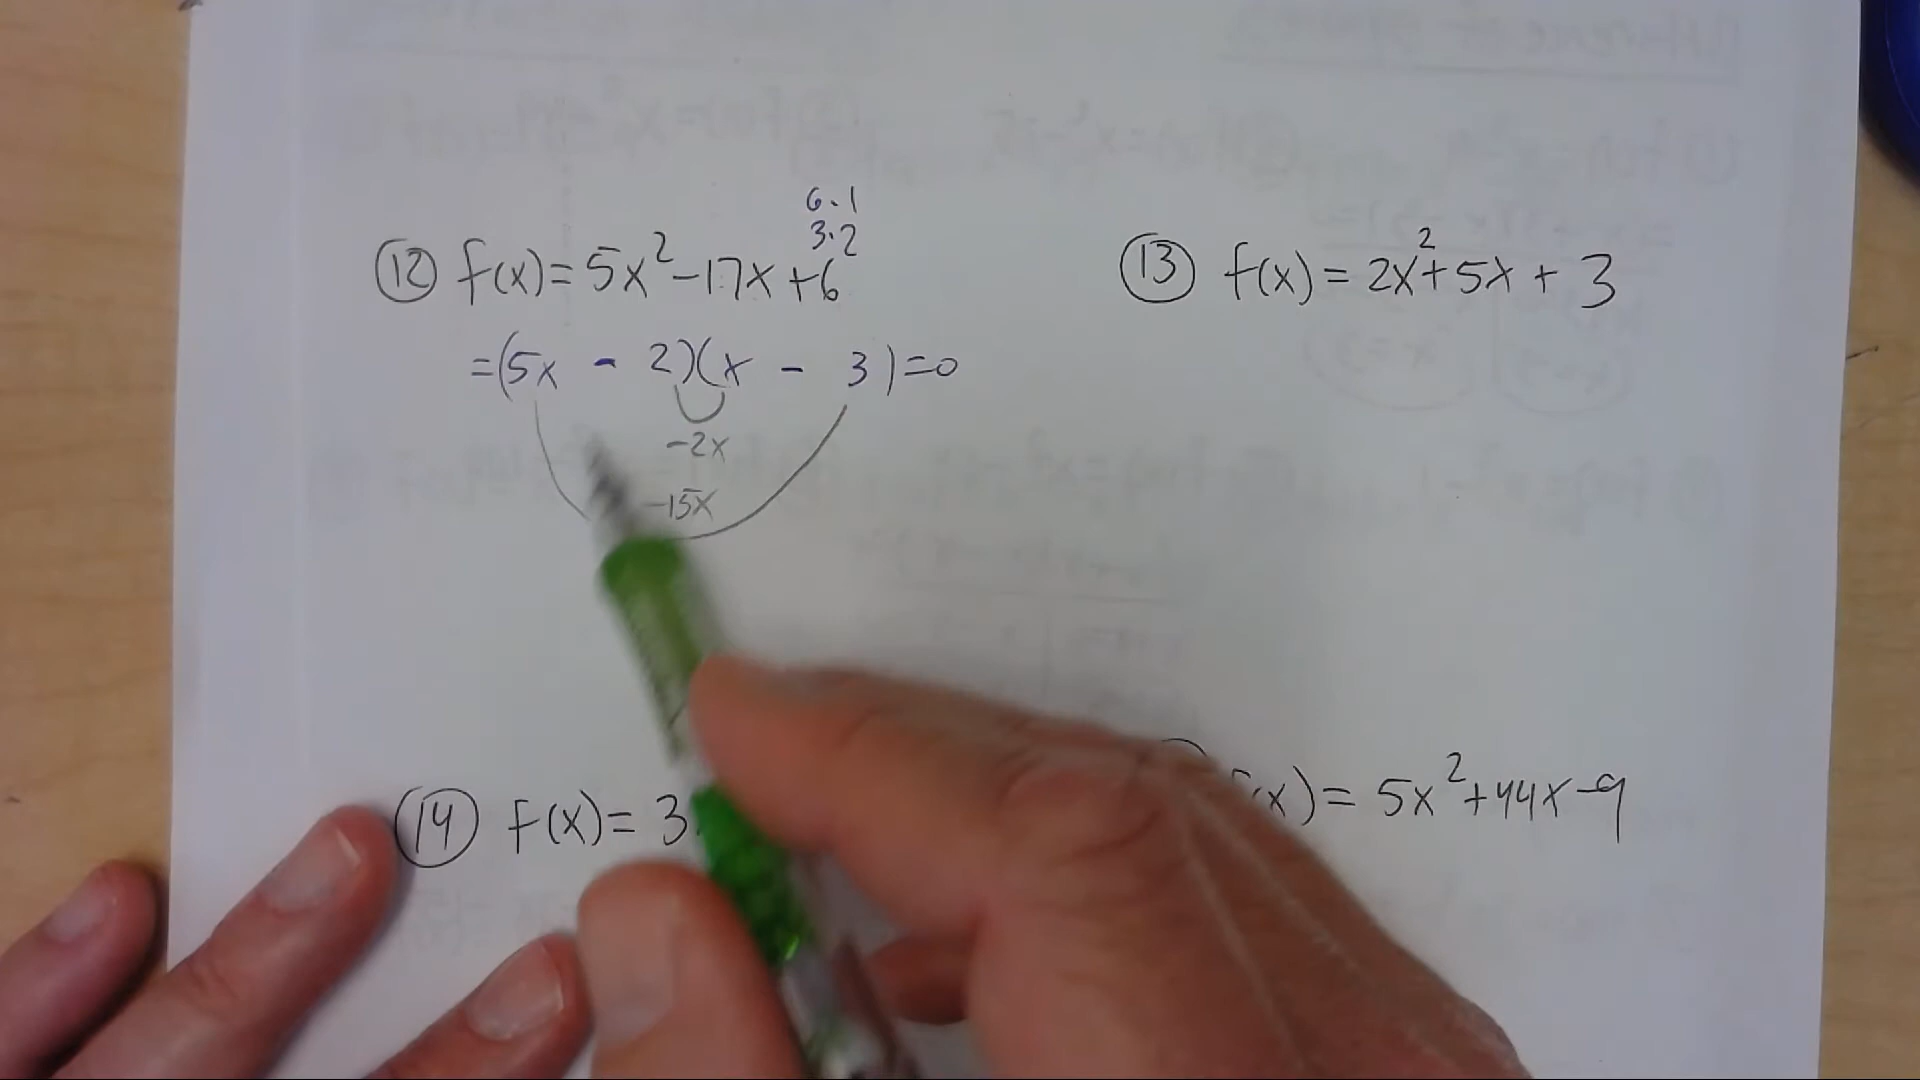 6·1
3·2
12 f(x)=5x²-17x+6
=(5x - 2)(x - 3)=0
-2x
-15x
13 f(x)=2x²+5x+3
14 f(x)=3
(x)=5x²+44x-9